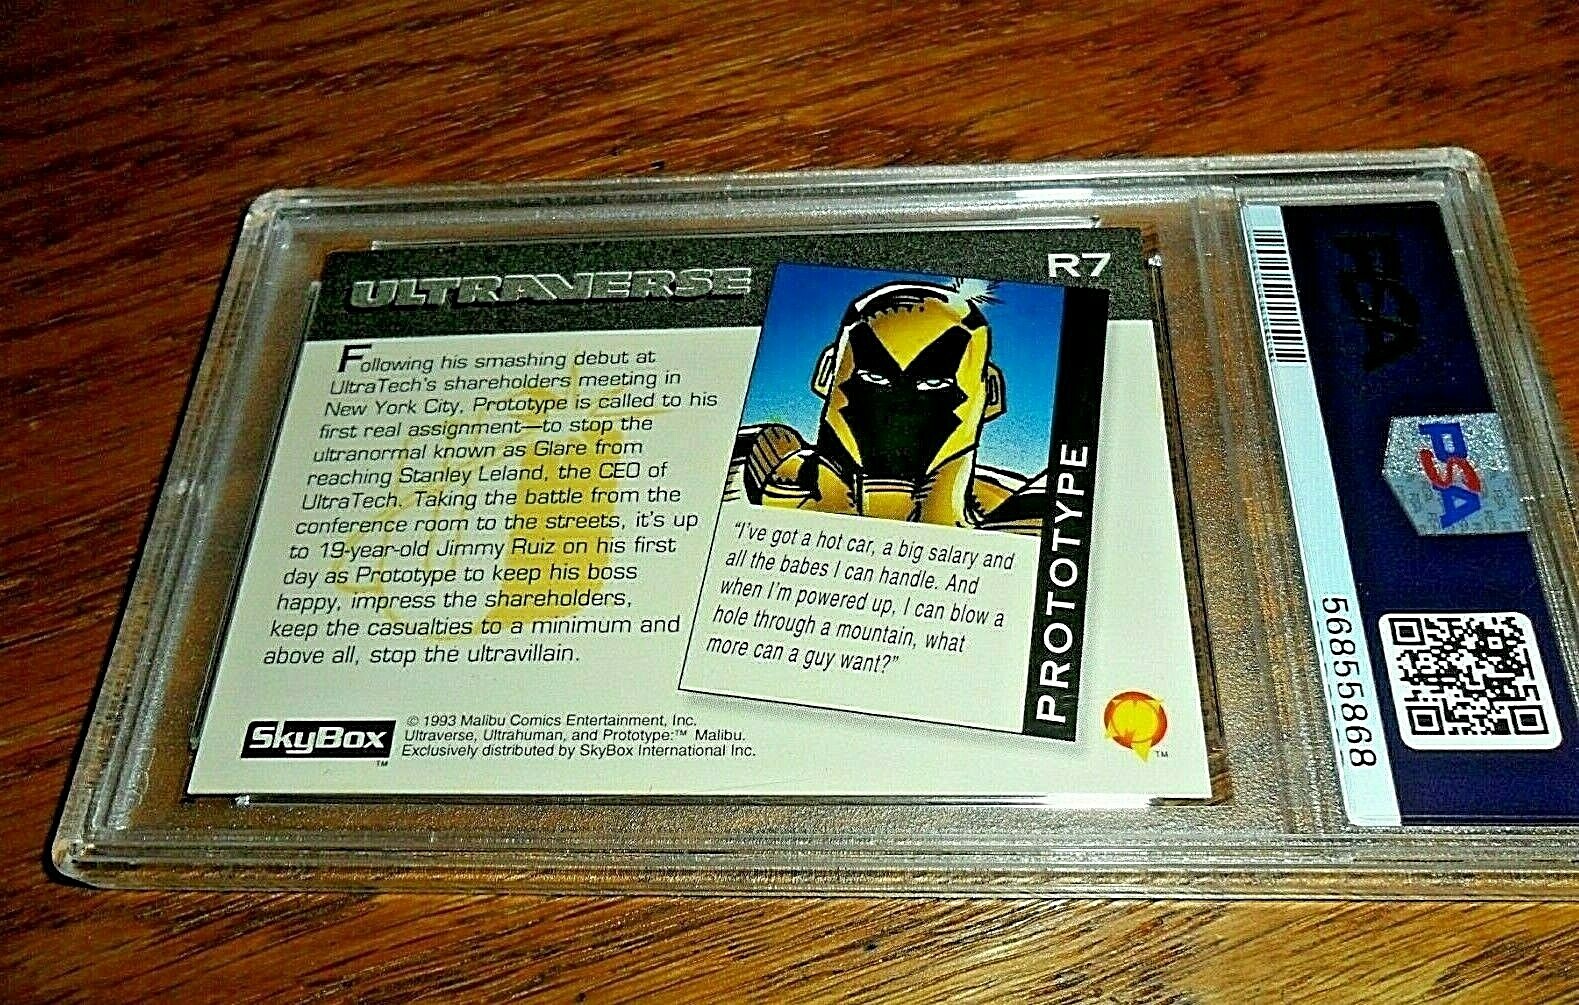 ULTRAVERSE
R7
Following his smashing debut at
UltraTech's shareholders meeting in
New York City, Prototype is called to his
first real assignment—to stop the
ultranormal known as Glare from
reaching Stanley Leland, the CEO of
UltraTech. Taking the battle from the
conference room to the streets, it's up
to 19-year-old Jimmy Ruiz on his first
day as Prototype to keep his boss
happy, impress the shareholders,
keep the casualties to a minimum and
above all, stop the ultravillain.
"I've got a hot car, a big salary and
all the babes I can handle. And
when I'm powered up, I can blow a
hole through a mountain, what
more can a guy want?"
PROTOTYPE
SkyBox
TM
© 1993 Malibu Comics Entertainment, Inc.
Ultraverse, Ultrahuman, and Prototype:™ Malibu.
Exclusively distributed by SkyBox International Inc.
TM
PSA
PSA
56855868